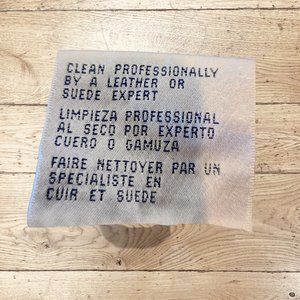 CLEAN PROFESSIONALLY
BY A LEATHER OR
SUEDE EXPERT
LIMPIEZA PROFESSIONAL
AL SECO POR EXPERTO
CUERO O GAMUZA
FAIRE NETTOYER PAR UN
SPECIALISTE EN
CUIR ET SUEDE